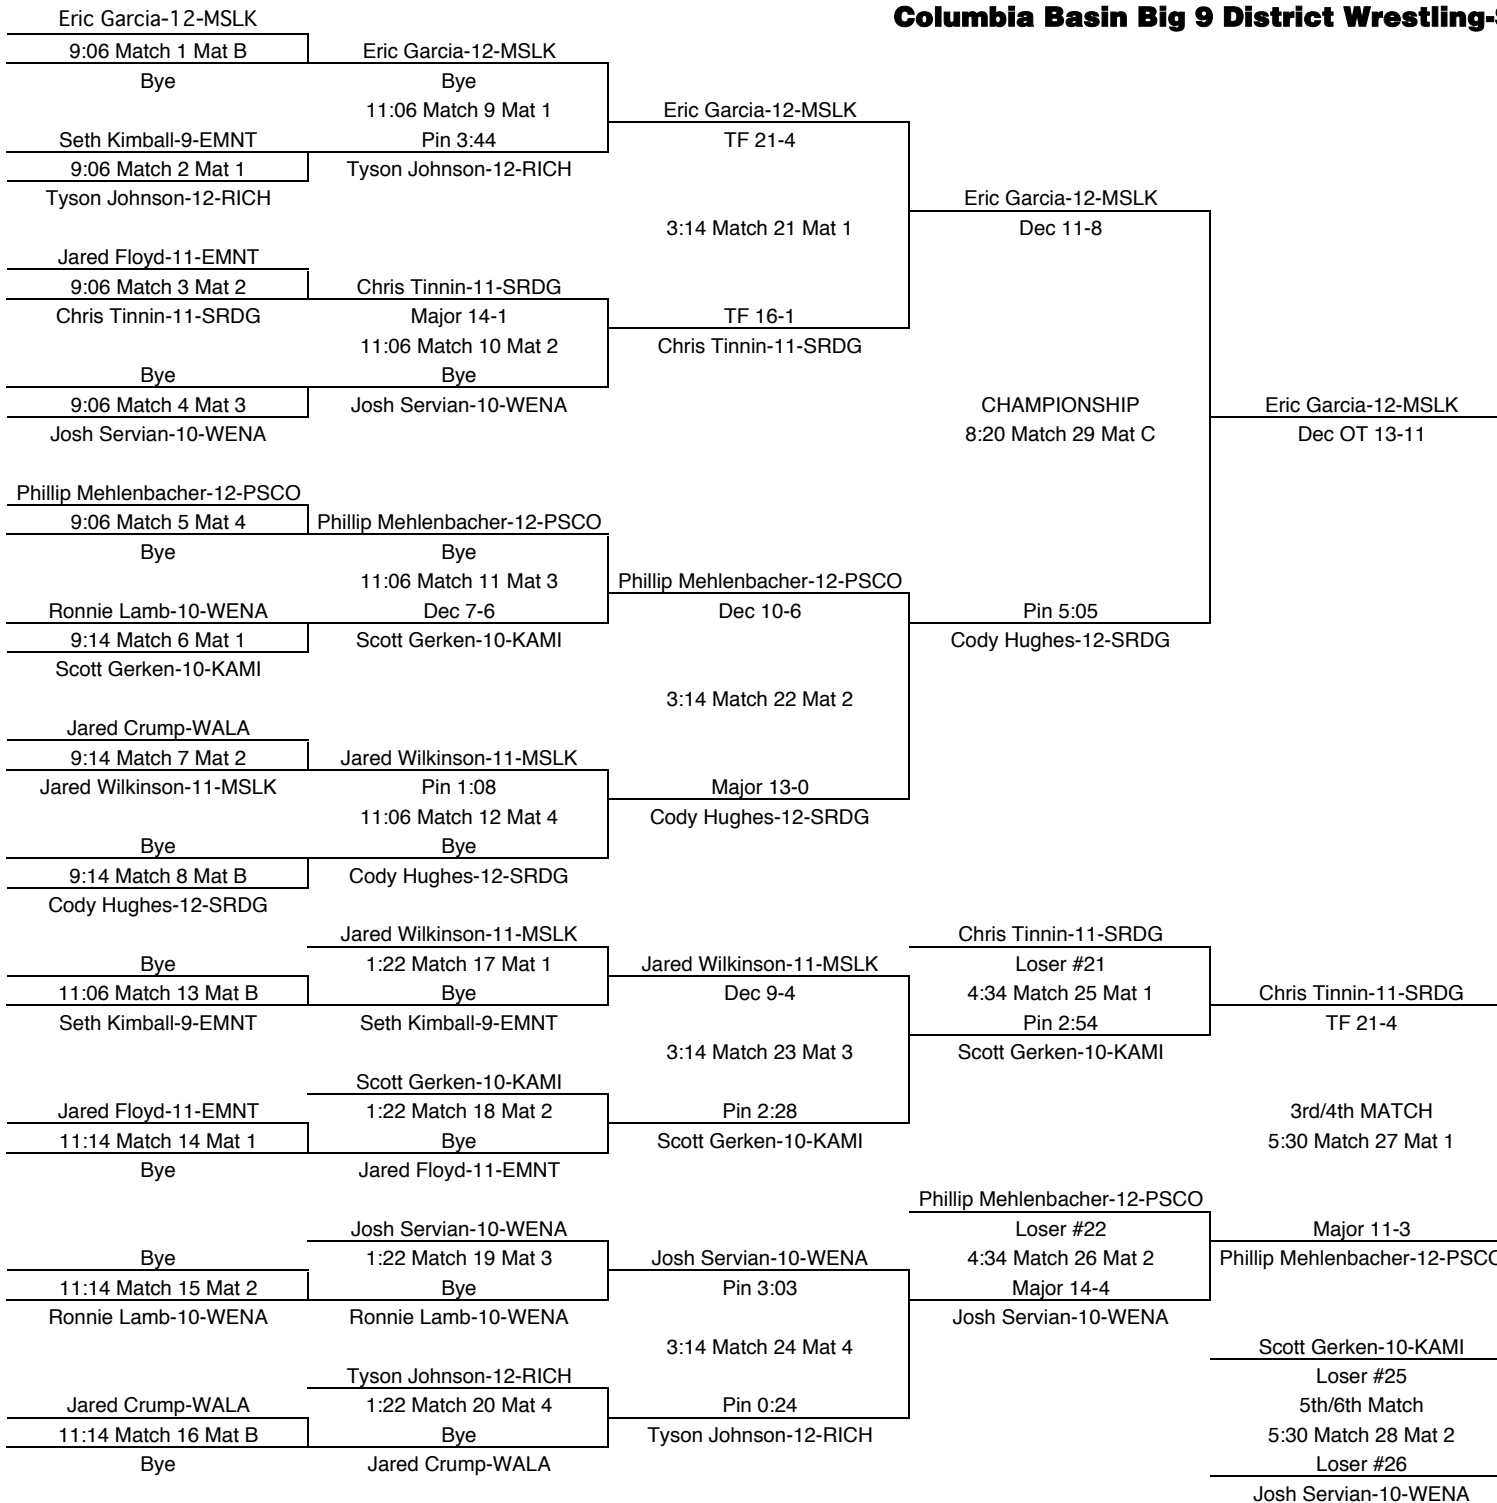 Columbia Basin Big 9 District Wrestling-
Eric Garcia-12-MSLK
9:06 Match 1 Mat B
Bye
Seth Kimball-9-EMNT
9:06 Match 2 Mat 1
Tyson Johnson-12-RICH
Jared Floyd-11-EMNT
9:06 Match 3 Mat 2
Chris Tinnin-11-SRDG
Bye
9:06 Match 4 Mat 3
Josh Servian-10-WENA
Phillip Mehlenbacher-12-PSCO
9:06 Match 5 Mat 4
Bye
Ronnie Lamb-10-WENA
9:14 Match 6 Mat 1
Scott Gerken-10-KAMI
Jared Crump-WALA
9:14 Match 7 Mat 2
Jared Wilkinson-11-MSLK
Bye
9:14 Match 8 Mat B
Cody Hughes-12-SRDG
Eric Garcia-12-MSLK
Bye
11:06 Match 9 Mat 1
Pin 3:44
Tyson Johnson-12-RICH
Chris Tinnin-11-SRDG
Major 14-1
11:06 Match 10 Mat 2
Bye
Josh Servian-10-WENA
Phillip Mehlenbacher-12-PSCO
Bye
11:06 Match 11 Mat 3
Dec 7-6
Scott Gerken-10-KAMI
Jared Wilkinson-11-MSLK
Pin 1:08
11:06 Match 12 Mat 4
Bye
Cody Hughes-12-SRDG
Eric Garcia-12-MSLK
TF 21-4
3:14 Match 21 Mat 1
TF 16-1
Chris Tinnin-11-SRDG
Phillip Mehlenbacher-12-PSCO
Dec 10-6
3:14 Match 22 Mat 2
Major 13-0
Cody Hughes-12-SRDG
Eric Garcia-12-MSLK
Dec 11-8
CHAMPIONSHIP
8:20 Match 29 Mat C
Pin 5:05
Cody Hughes-12-SRDG
Eric Garcia-12-MSLK
Dec OT 13-11
Bye
11:06 Match 13 Mat B
Seth Kimball-9-EMNT
Jared Floyd-11-EMNT
11:14 Match 14 Mat 1
Bye
Bye
11:14 Match 15 Mat 2
Ronnie Lamb-10-WENA
Jared Crump-WALA
11:14 Match 16 Mat B
Bye
Jared Wilkinson-11-MSLK
1:22 Match 17 Mat 1
Bye
Seth Kimball-9-EMNT
Scott Gerken-10-KAMI
1:22 Match 18 Mat 2
Bye
Jared Floyd-11-EMNT
Josh Servian-10-WENA
1:22 Match 19 Mat 3
Bye
Ronnie Lamb-10-WENA
Tyson Johnson-12-RICH
1:22 Match 20 Mat 4
Bye
Jared Crump-WALA
Jared Wilkinson-11-MSLK
Dec 9-4
3:14 Match 23 Mat 3
Pin 2:28
Scott Gerken-10-KAMI
Josh Servian-10-WENA
Pin 3:03
3:14 Match 24 Mat 4
Pin 0:24
Tyson Johnson-12-RICH
Chris Tinnin-11-SRDG
Loser #21
4:34 Match 25 Mat 1
Pin 2:54
Scott Gerken-10-KAMI
Phillip Mehlenbacher-12-PSCO
Loser #22
4:34 Match 26 Mat 2
Major 14-4
Josh Servian-10-WENA
Chris Tinnin-11-SRDG
TF 21-4
3rd/4th MATCH
5:30 Match 27 Mat 1
Major 11-3
Phillip Mehlenbacher-12-PSCO
Scott Gerken-10-KAMI
Loser #25
5th/6th Match
5:30 Match 28 Mat 2
Loser #26
Josh Servian-10-WENA